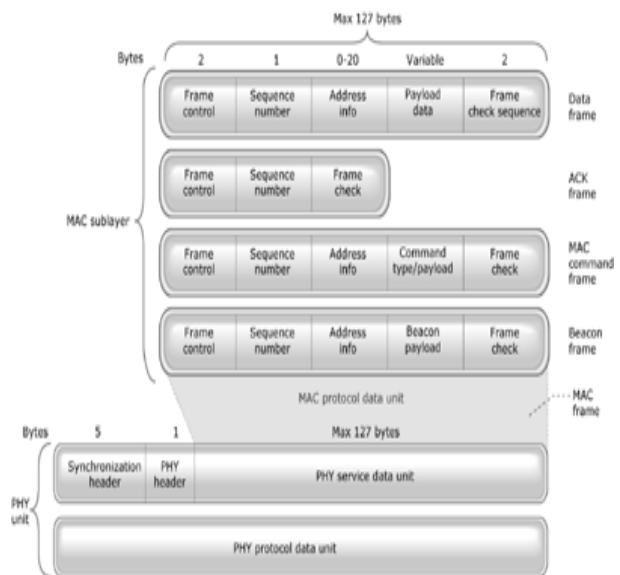 Max 127 bytes
Bytes 2 1 0-20 Variable 2
Frame control Sequence number Address info Payload data Frame check sequence Data frame
Frame control Sequence number Frame check ACK frame
MAC sublayer
Frame control Sequence number Address info Command type/payload Frame check MAC command frame
Frame control Sequence number Address info Beacon payload Frame check Beacon frame
MAC protocol data unit
MAC frame
Bytes 5 1 Max 127 bytes
Synchronization header PHY header PHY service data unit
PHY unit
PHY protocol data unit